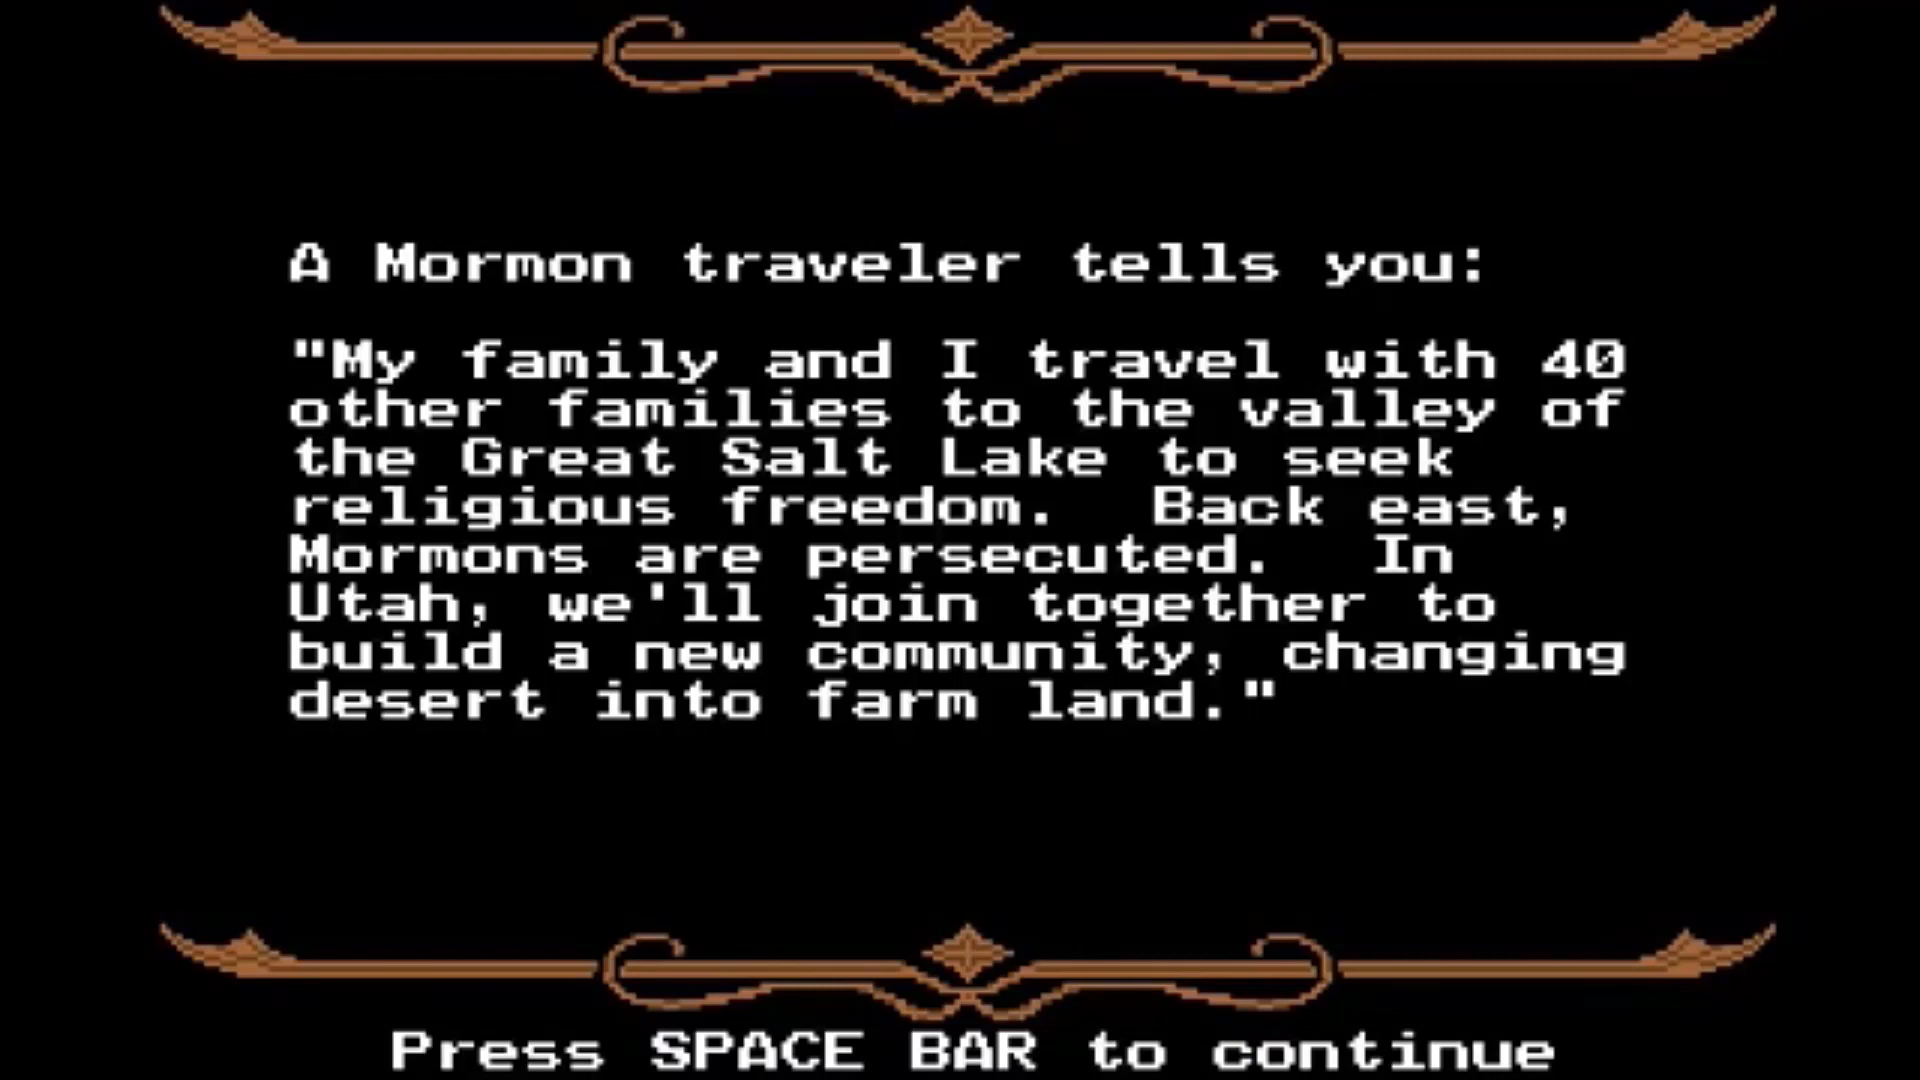 A Mormon traveler tells you:
"My family and I travel with 40
other families to the valley of
the Great Salt Lake to seek
religious freedom.  Back east,
Mormons are persecuted.  In
Utah, we'll join together to
build a new community, changing
desert into farm land."
Press SPACE BAR to continue